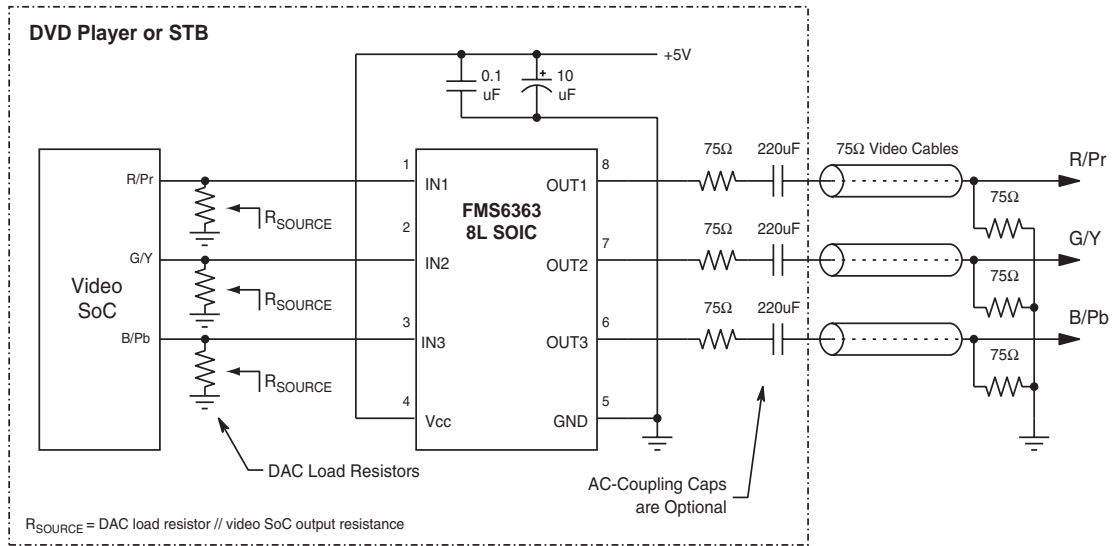 DVD Player or STB
+5V
0.1
uF
+
10
uF
75Ω
220uF
75Ω Video Cables
R/Pr
1
8
R/Pr
IN1
OUT1
75Ω
RSOURCE
FMS6363
8L SOIC
2
7
75Ω
220uF
G/Y
G/Y
IN2
OUT2
Video
SoC
RSOURCE
75Ω
3
6
75Ω
220uF
B/Pb
B/Pb
IN3
OUT3
75Ω
RSOURCE
4
5
Vcc
GND
DAC Load Resistors
AC-Coupling Caps
are Optional
RSOURCE = DAC load resistor // video SoC output resistance